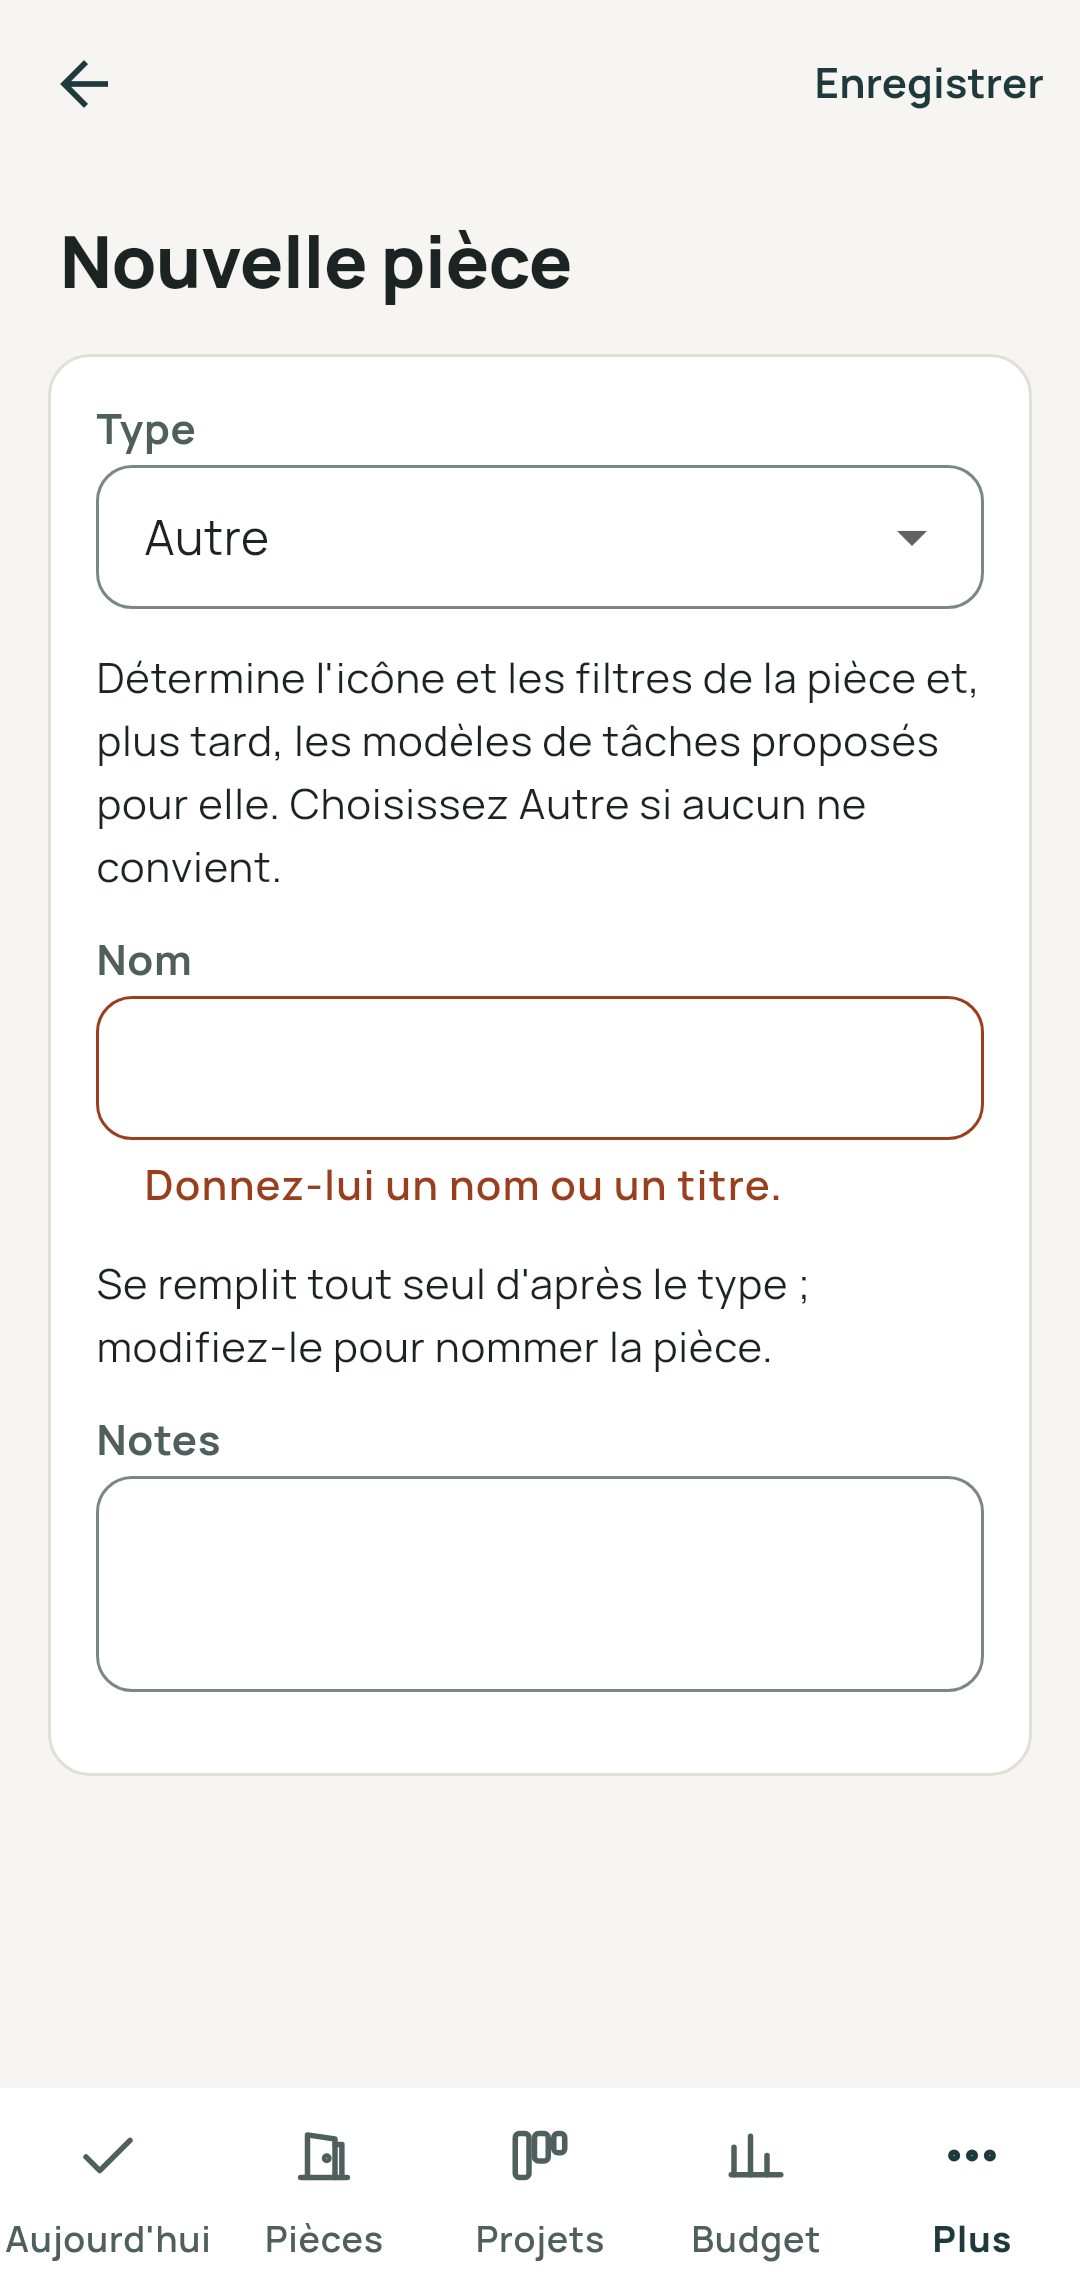 Enregistrer
Nouvelle pièce
Type
Autre
Détermine l'icône et les filtres de la pièce et,
plus tard, les modèles de tâches proposés
pour elle. Choisissez Autre si aucun ne
convient.
Nom
Donnez-lui un nom ou un titre.
Se remplit tout seul d'après le type ;
modifiez-le pour nommer la pièce.
Notes
Aujourd'hui
Pièces
Projets
Budget
Plus